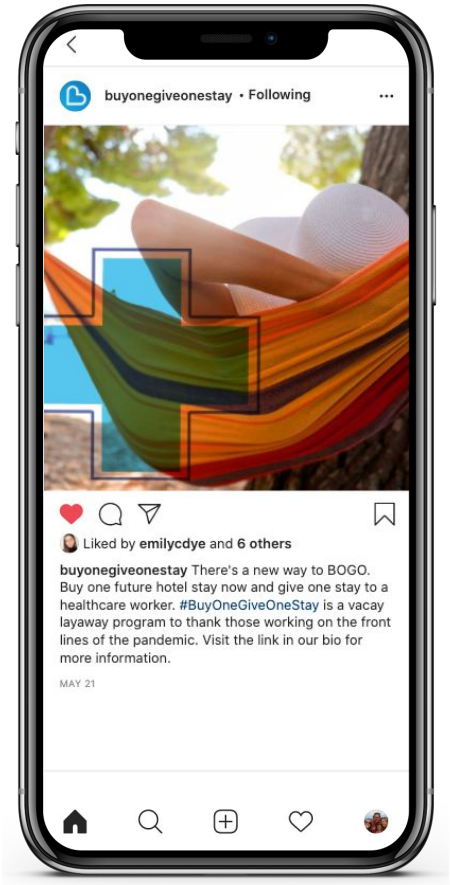 buyonegiveonestay • Following
Liked by emilycdye and 6 others
buyonegiveonestay There's a new way to BOGO.
Buy one future hotel stay now and give one stay to a
healthcare worker. #BuyOneGiveOneStay is a vacay
layaway program to thank those working on the front
lines of the pandemic. Visit the link in our bio for
more information.
MAY 21